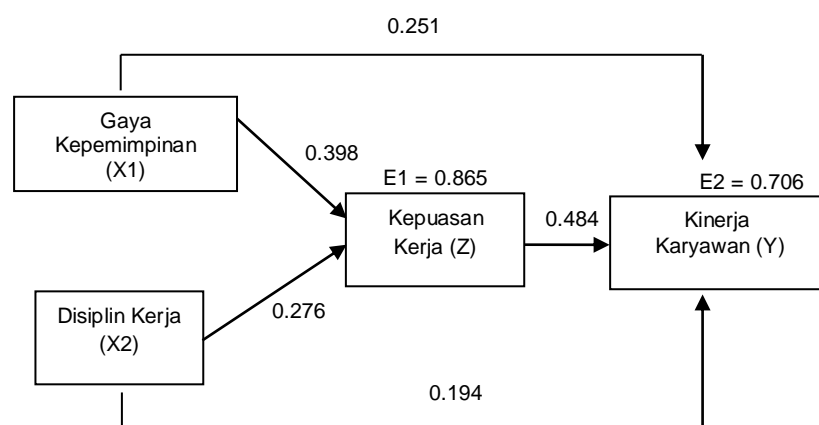 0.251
Gaya
Kepemimpinan
(X1)
0.398
E1 = 0.865
E2 = 0.706
Kepuasan
Kerja (Z)
0.484
Kinerja
Karyawan (Y)
Disiplin Kerja
(X2)
0.276
0.194